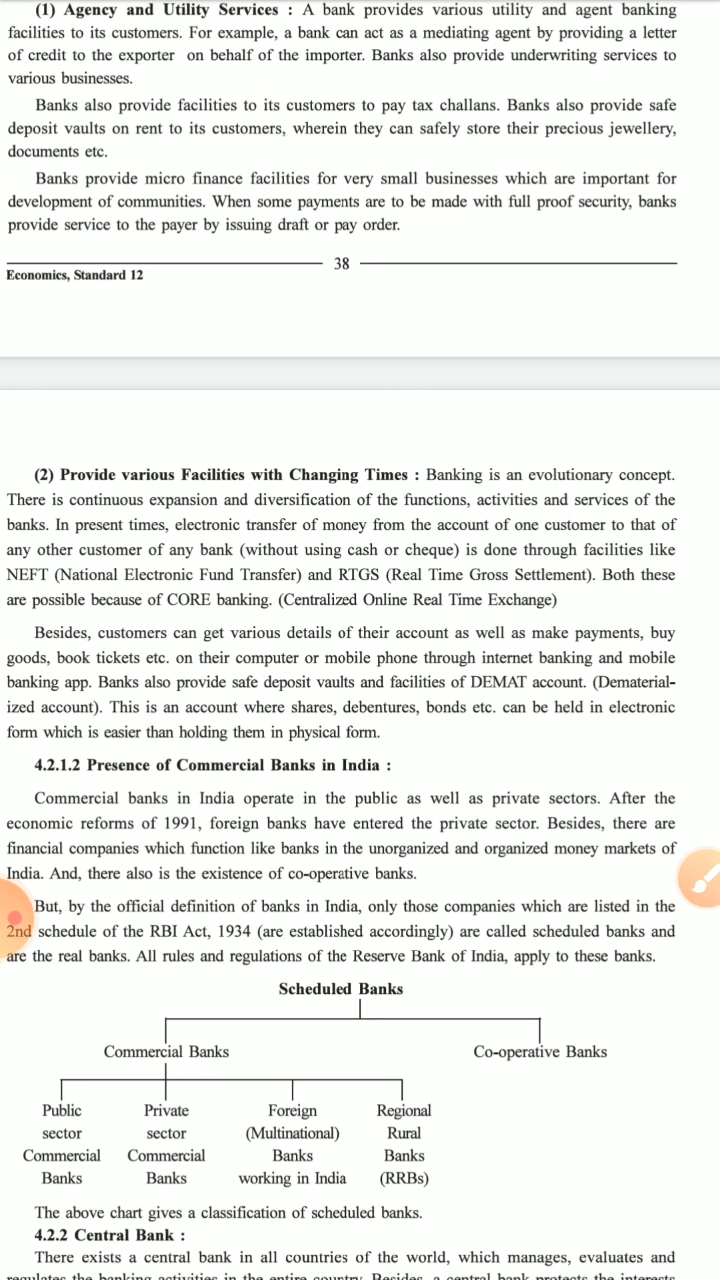 (1) Agency and Utility Services : A bank provides various utility and agent banking
facilities to its customers. For example, a bank can act as a mediating agent by providing a letter
of credit to the exporter on behalf of the importer. Banks also provide underwriting services to
various businesses.
Banks also provide facilities to its customers to pay tax challans. Banks also provide safe
deposit vaults on rent to its customers, wherein they can safely store their precious jewellery,
documents etc.
Banks provide micro finance facilities for very small businesses which are important for
development of communities. When some payments are to be made with full proof security, banks
provide service to the payer by issuing draft or pay order.
38
Economics, Standard 12
(2) Provide various Facilities with Changing Times : Banking is an evolutionary concept.
There is continuous expansion and diversification of the functions, activities and services of the
banks. In present times, electronic transfer of money from the account of one customer to that of
any other customer of any bank (without using cash or cheque) is done through facilities like
NEFT (National Electronic Fund Transfer) and RTGS (Real Time Gross Settlement). Both these
are possible because of CORE banking. (Centralized Online Real Time Exchange)
Besides, customers can get various details of their account as well as make payments, buy
goods, book tickets etc. on their computer or mobile phone through internet banking and mobile
banking app. Banks also provide safe deposit vaults and facilities of DEMAT account. (Dematerial-
ized account). This is an account where shares, debentures, bonds etc. can be held in electronic
form which is easier than holding them in physical form.
4.2.1.2 Presence of Commercial Banks in India :
Commercial banks in India operate in the public as well as private sectors. After the
economic reforms of 1991, foreign banks have entered the private sector. Besides, there are
financial companies which function like banks in the unorganized and organized money markets of
India. And, there also is the existence of co-operative banks.
But, by the official definition of banks in India, only those companies which are listed in the
2nd schedule of the RBI Act, 1934 (are established accordingly) are called scheduled banks and
are the real banks. All rules and regulations of the Reserve Bank of India, apply to these banks.
Scheduled Banks
Commercial Banks Co-operative Banks
Public Private Foreign Regional
sector sector (Multinational) Rural
Commercial Commercial Banks Banks
Banks Banks working in India (RRBs)
The above chart gives a classification of scheduled banks.
4.2.2 Central Bank :
There exists a central bank in all countries of the world, which manages, evaluates and
regulates the banking activities in the entire country. Besides, a central bank protects the interests